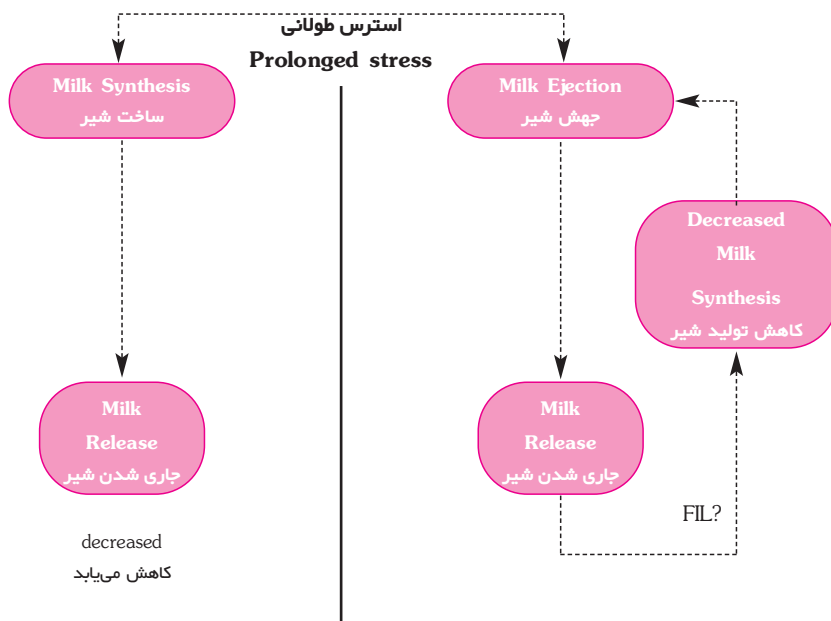 استرس طولانی
Prolonged stress
Milk Synthesis
ساخت شیر
Milk Release
جاری شدن شیر
decreased
کاهش می‌یابد
Milk Ejection
جهش شیر
Milk
Release
جاری شدن شیر
FIL?
Decreased
Milk
Synthesis
کاهش تولید شیر